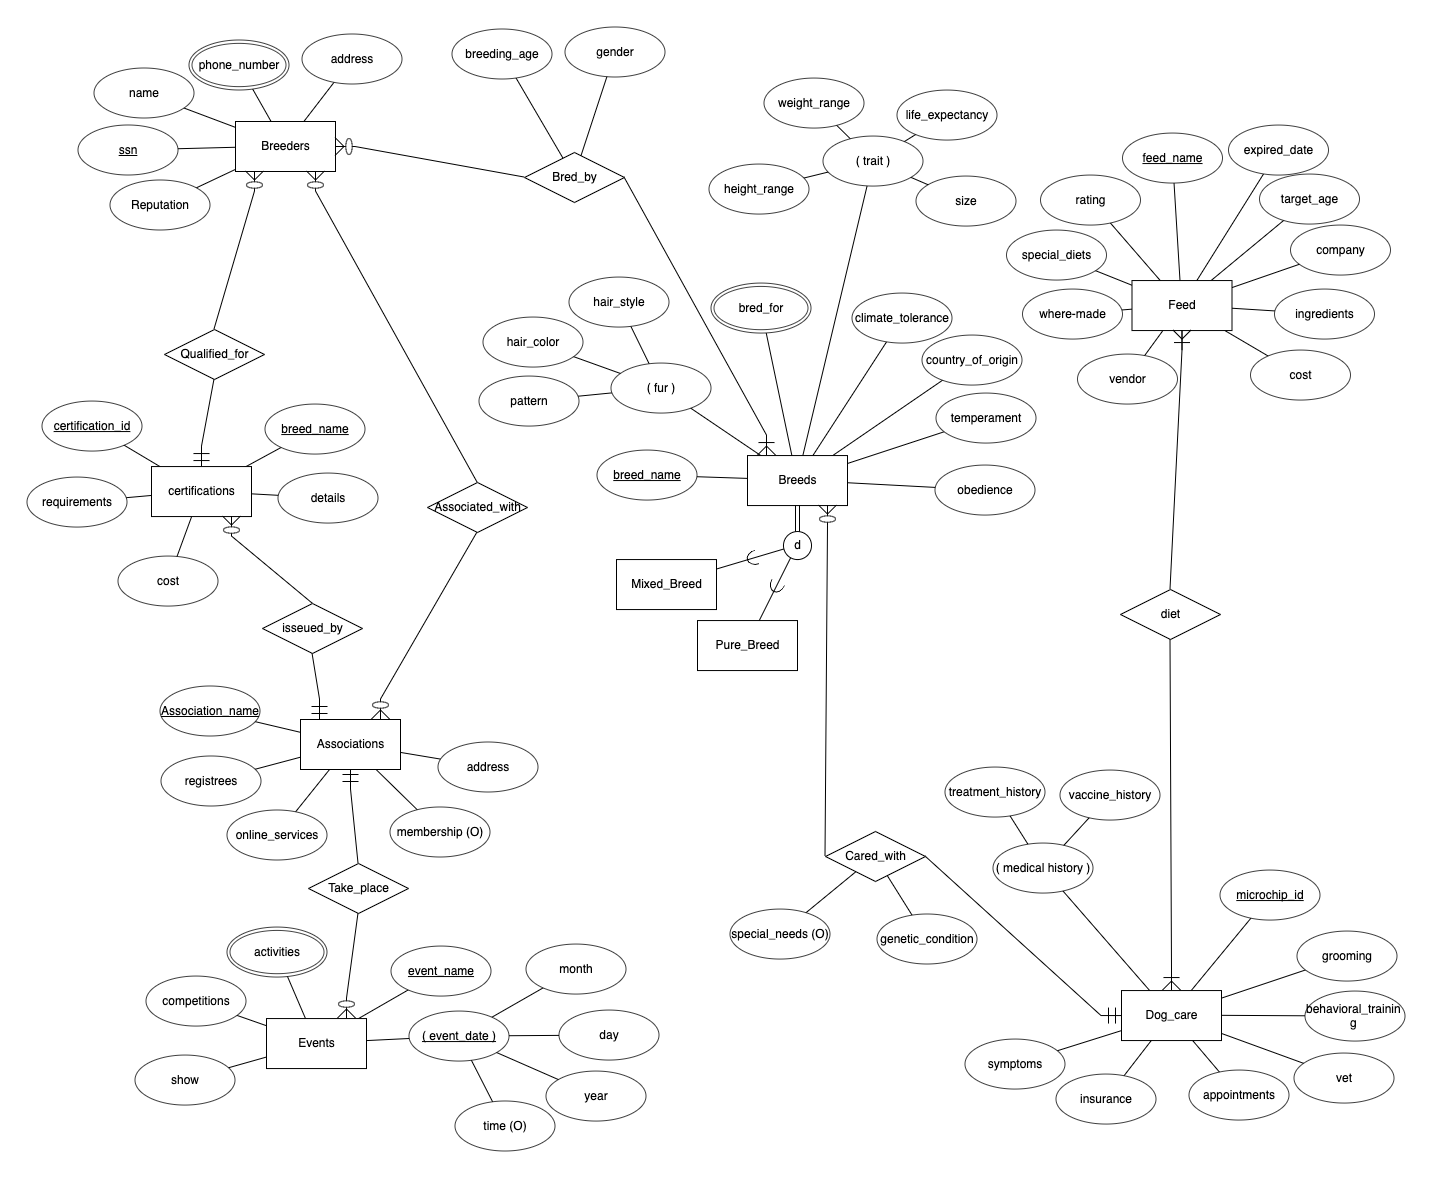 phone_number
address
name
ssn
Reputation
Breeders
breeding_age
gender
Bred_by
weight_range
life_expectancy
( trait )
height_range
size
feed_name
expired_date
rating
target_age
special_diets
company
where-made
Feed
ingredients
vendor
cost
hair_style
hair_color
( fur )
pattern
bred_for
climate_tolerance
country_of_origin
temperament
breed_name
Breeds
obedience
d
Mixed_Breed
Pure_Breed
Qualified_for
certification_id
breed_name
requirements
certifications
details
cost
Associated_with
isseued_by
diet
Association_name
Associations
registrees
address
online_services
membership (O)
Take_place
activities
event_name
competitions
month
Events
( event_date )
day
show
year
time (O)
Cared_with
special_needs (O)
genetic_condition
treatment_history
vaccine_history
( medical history )
microchip_id
grooming
Dog_care
behavioral_trainin
g
symptoms
insurance
appointments
vet